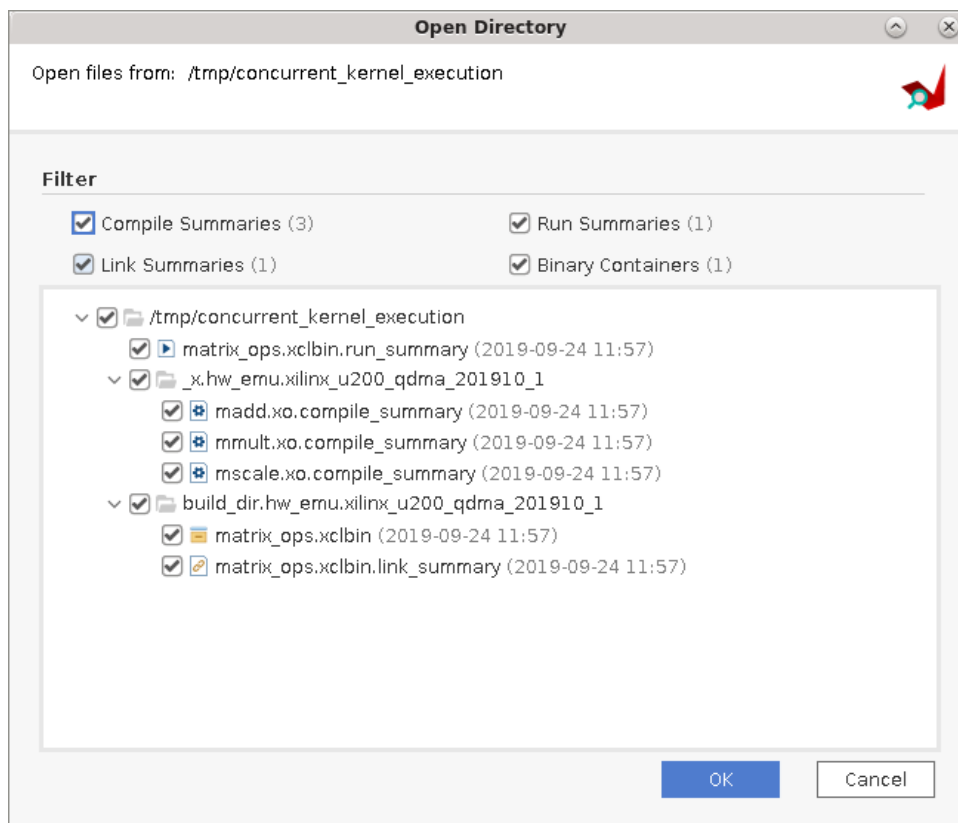 Open Directory
Open files from: /tmp/concurrent_kernel_execution
Filter
Compile Summaries (3)
Run Summaries (1)
Link Summaries (1)
Binary Containers (1)
/tmp/concurrent_kernel_execution
matrix_ops.xclbin.run_summary (2019-09-24 11:57)
_x.hw_emu.xilinx_u200_qdma_201910_1
madd.xo.compile_summary (2019-09-24 11:57)
mmult.xo.compile_summary (2019-09-24 11:57)
mscale.xo.compile_summary (2019-09-24 11:57)
build_dir.hw_emu.xilinx_u200_qdma_201910_1
matrix_ops.xclbin (2019-09-24 11:57)
matrix_ops.xclbin.link_summary (2019-09-24 11:57)
OK
Cancel